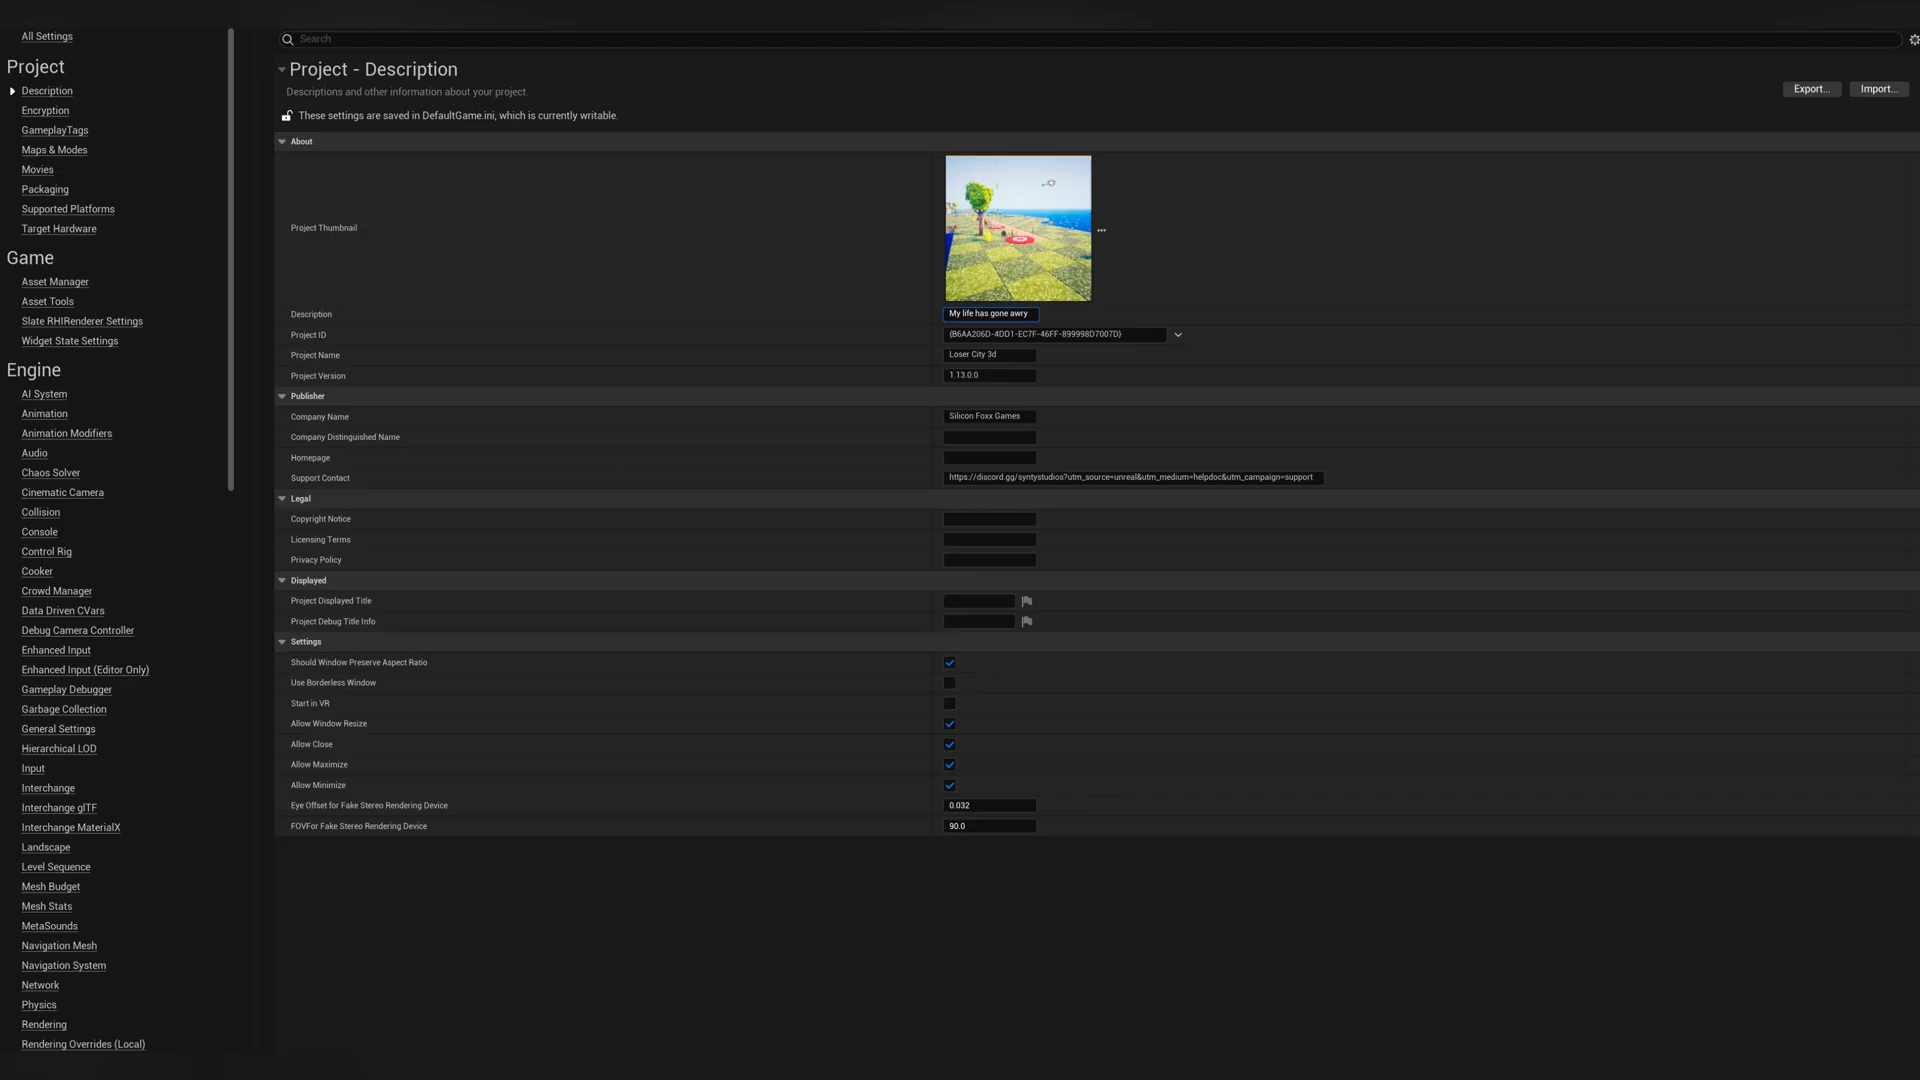 All Settings
Project
Description
Encryption
GameplayTags
Maps & Modes
Movies
Packaging
Supported Platforms
Target Hardware
Game
Asset Manager
Asset Tools
Slate RHIRenderer Settings
Widget State Settings
Engine
AI System
Animation
Animation Modifiers
Audio
Chaos Solver
Cinematic Camera
Collision
Console
Control Rig
Cooker
Crowd Manager
Data Driven CVars
Debug Camera Controller
Enhanced Input
Enhanced Input (Editor Only)
Gameplay Debugger
Garbage Collection
General Settings
Hierarchical LOD
Input
Interchange
Interchange glTF
Interchange MaterialX
Landscape
Level Sequence
Mesh Budget
Mesh Stats
MetaSounds
Navigation Mesh
Navigation System
Network
Physics
Rendering
Rendering Overrides (Local)
Search
Project - Description
Descriptions and other information about your project.
Export... Import...
These settings are saved in DefaultGame.ini, which is currently writable.
About
Project Thumbnail
Description My life has gone awry
Project ID {B6AA206D-4DD1-EC7F-46FF-899998D7007D}
Project Name Loser City 3d
Project Version 1.13.0.0
Publisher
Company Name Silicon Foxx Games
Company Distinguished Name
Homepage
Support Contact https://discord.gg/syntystudios?utm_source=unreal&utm_medium=helpdoc&utm_campaign=support
Legal
Copyright Notice
Licensing Terms
Privacy Policy
Displayed
Project Displayed Title
Project Debug Title Info
Settings
Should Window Preserve Aspect Ratio
Use Borderless Window
Start in VR
Allow Window Resize
Allow Close
Allow Maximize
Allow Minimize
Eye Offset for Fake Stereo Rendering Device 0.032
FOVFor Fake Stereo Rendering Device 90.0